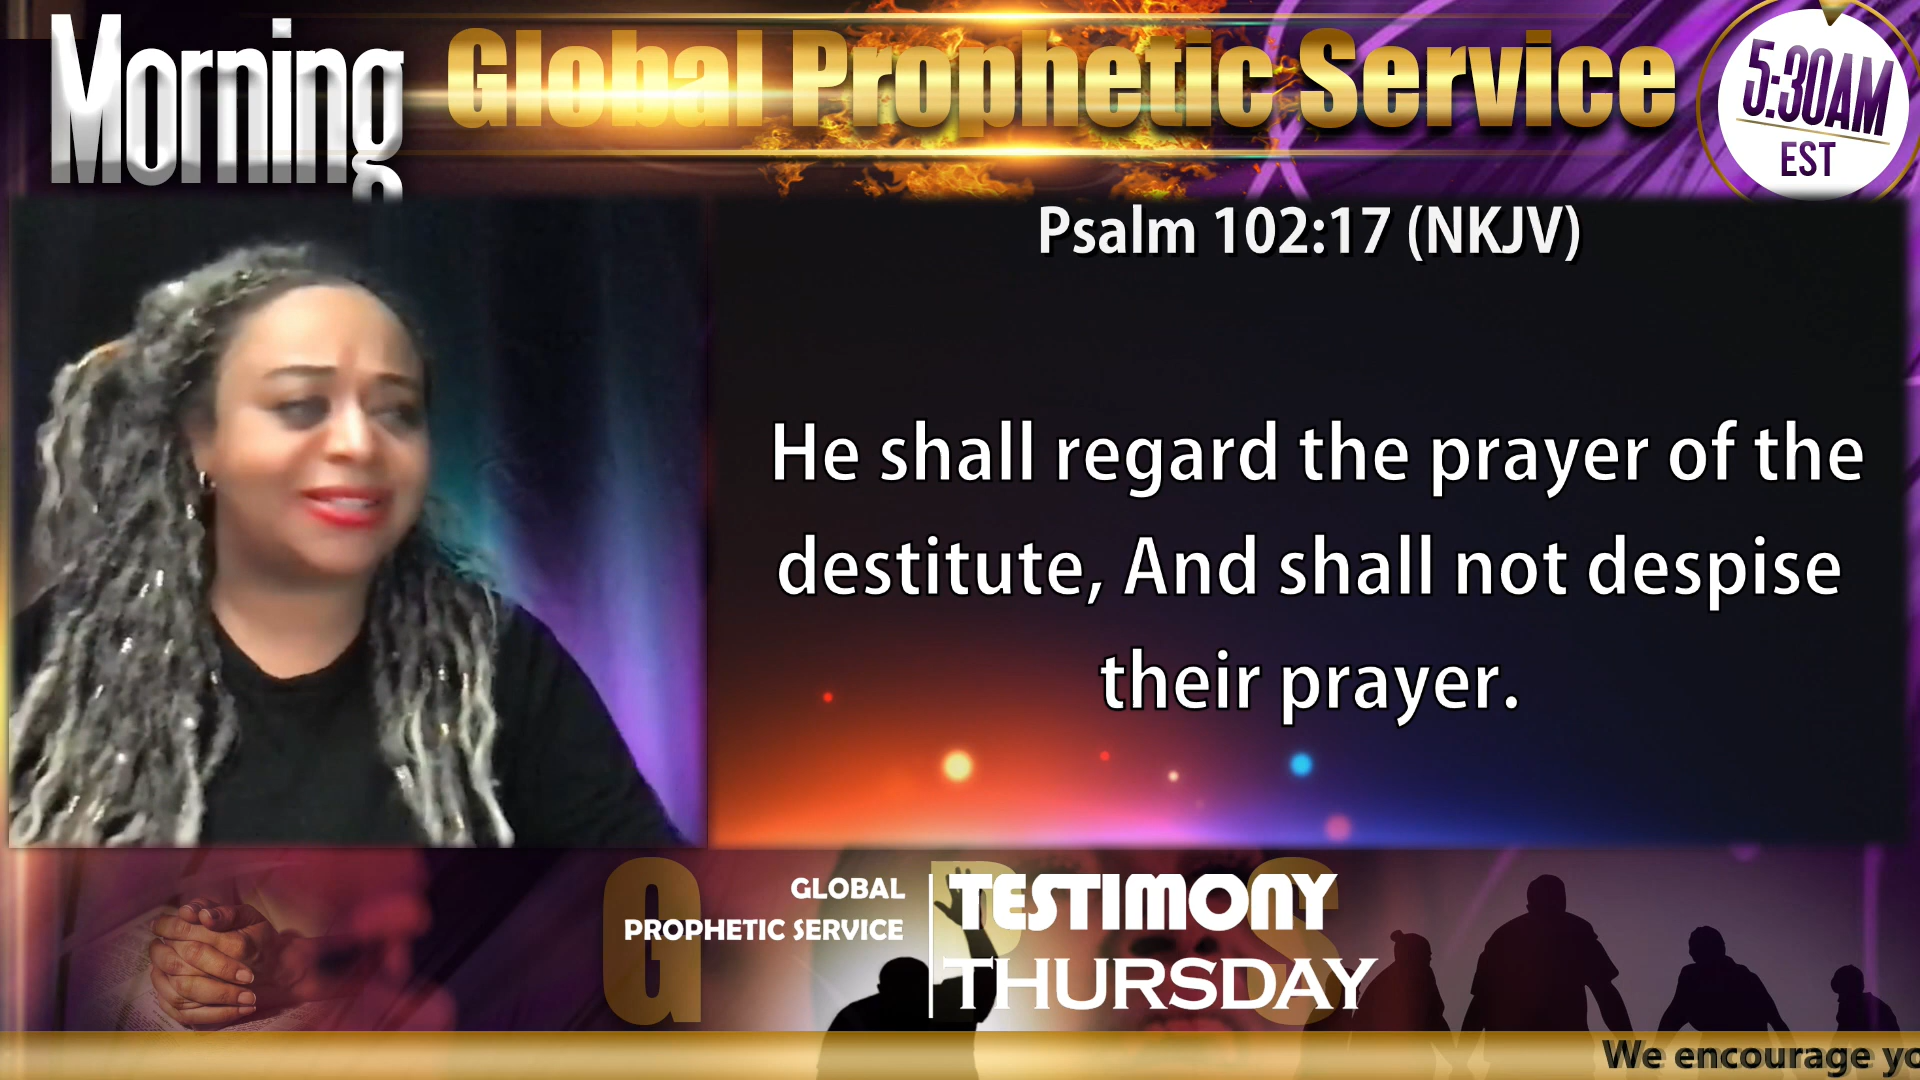 Morning Global Prophetic Service
5:30AM
EST
Psalm 102:17 (NKJV)
He shall regard the prayer of the
destitute, And shall not despise
their prayer.
GPS
GLOBAL
PROPHETIC SERVICE
TESTIMONY
THURSDAY
We encourage